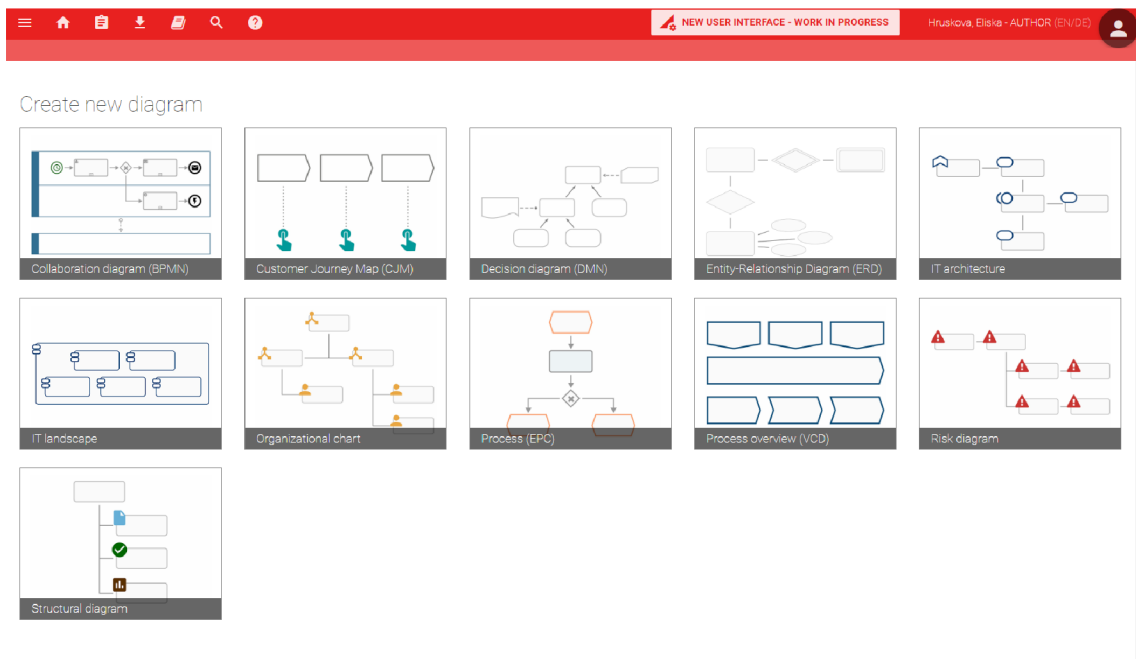 NEW USER INTERFACE - WORK IN PROGRESS
Hruskova, Eliska - AUTHOR (EN/DE)
Create new diagram
Collaboration diagram (BPMN)
Customer Journey Map (CJM)
Decision diagram (DMN)
Entity-Relationship Diagram (ERD)
IT architecture
IT landscape
Organizational chart
Process (EPC)
Process overview (VCD)
Risk diagram
Structural diagram